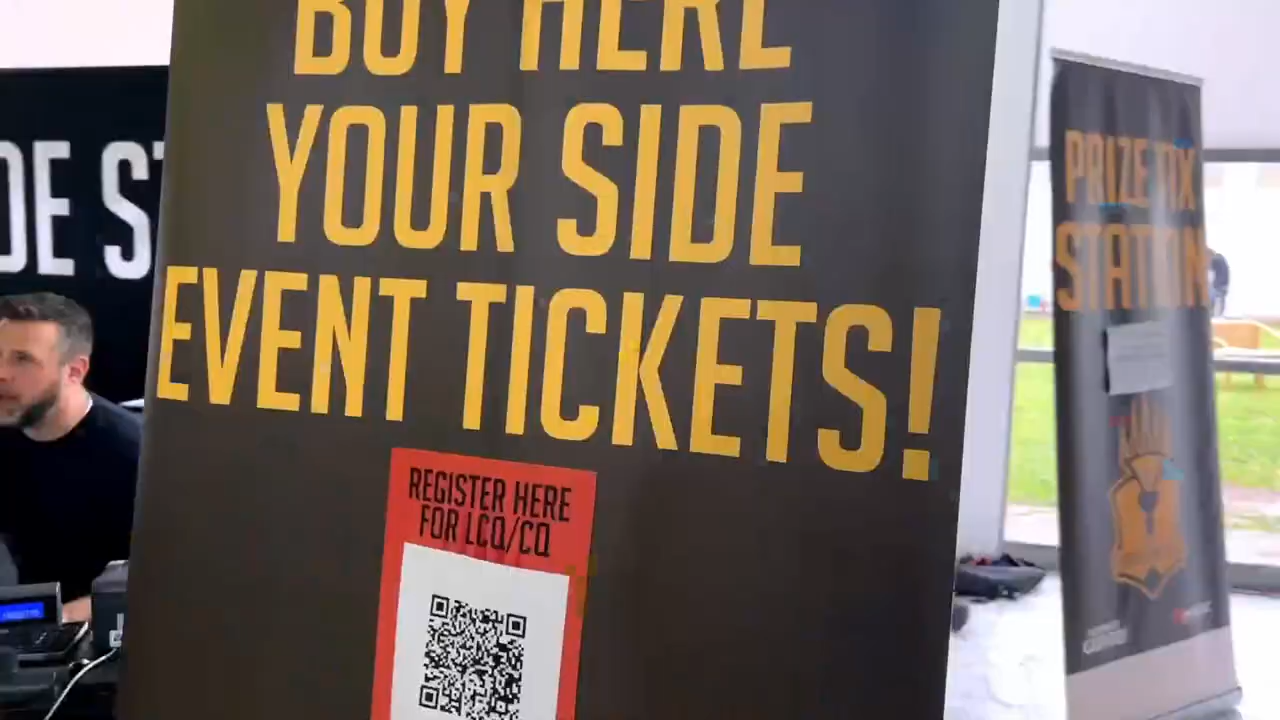 BUY HERE
YOUR SIDE
EVENT TICKETS!
REGISTER HERE
FOR LCQ/CQ
DE ST
PRIZE TIX
STATION